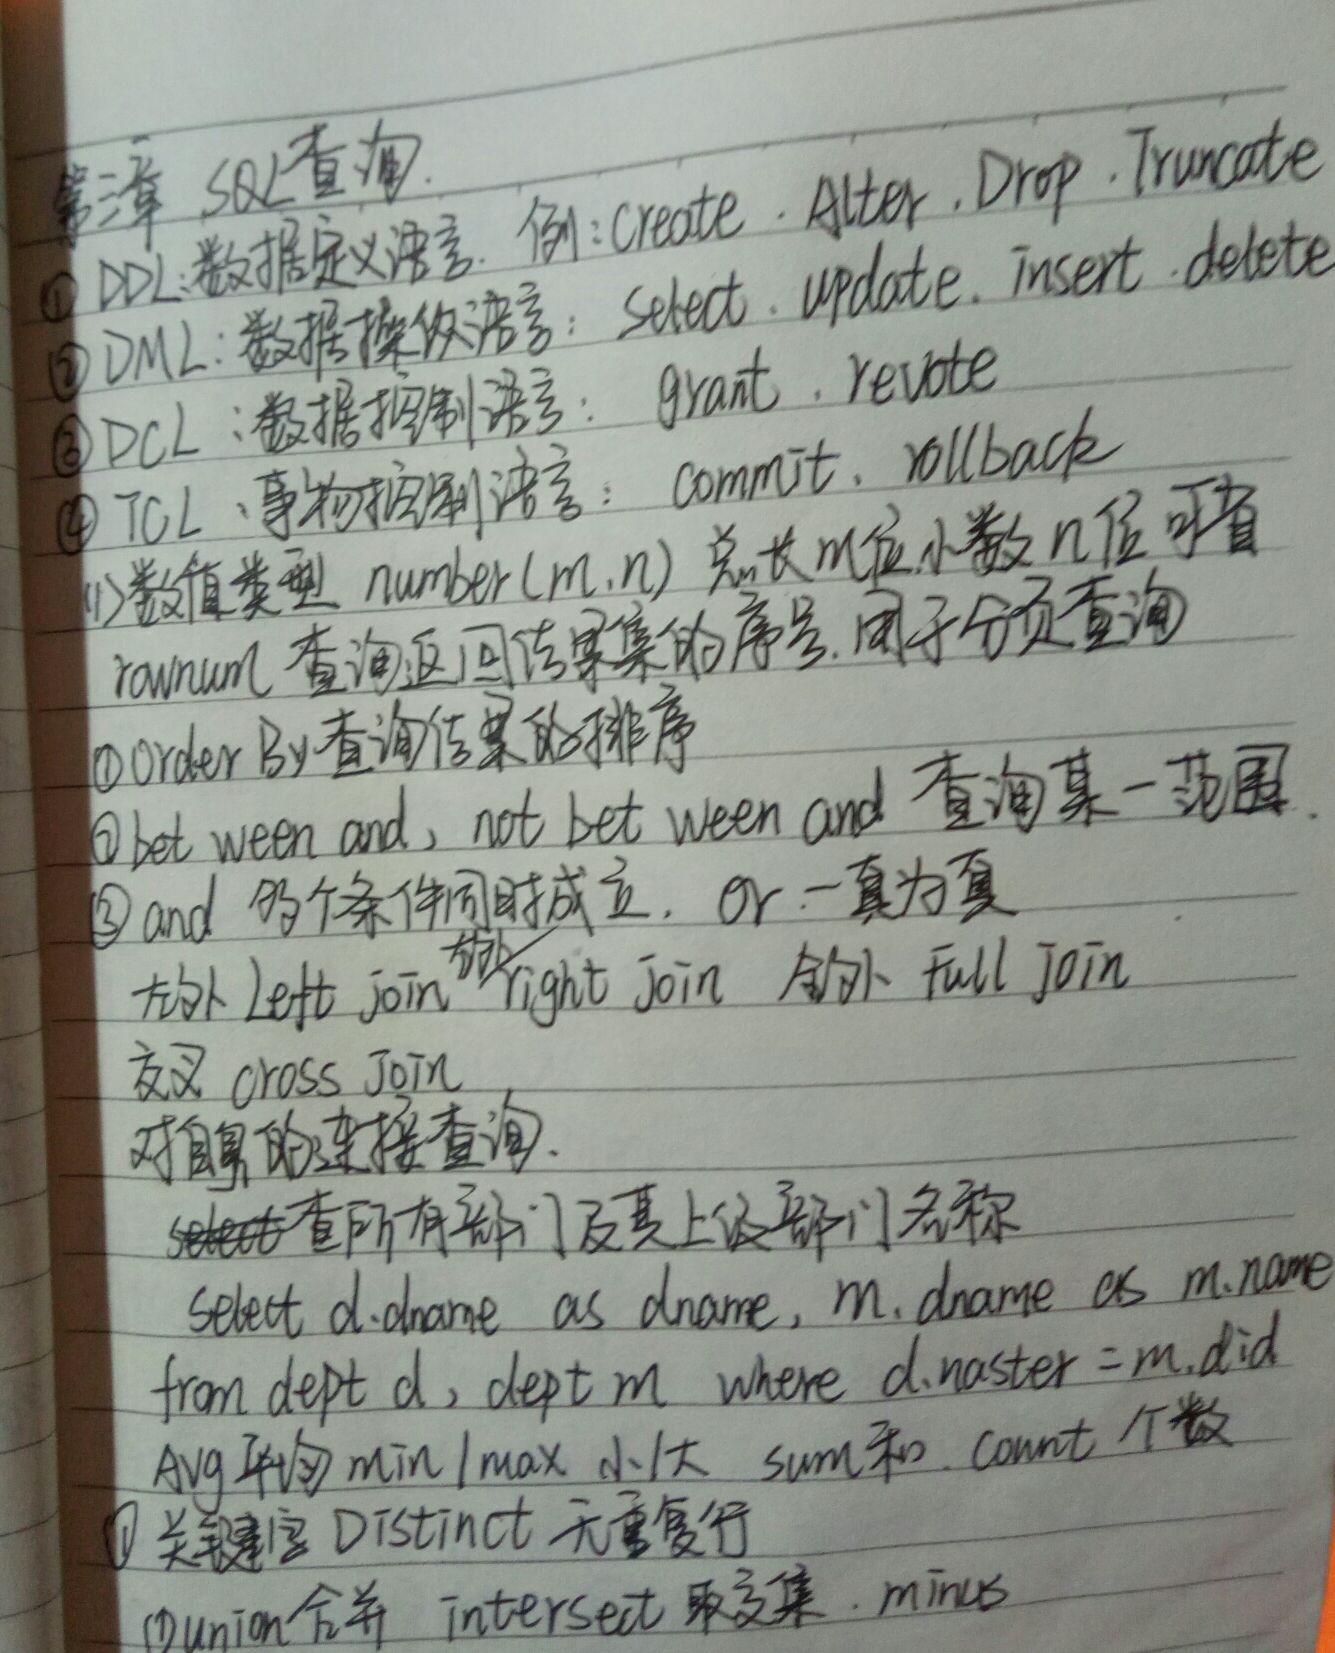 第三章 SQL查询.
① DDL:数据定义语言. 例:Create . Alter . Drop . Truncate
② DML:数据操纵语言: select . update . insert . delete
③ DCL:数据控制语言: grant . revote
④ TCL、事物控制语言: commit . rollback
(1)数值类型 number(m,n) 总长m位,小数n位 可省
rownum 查询返回结果集的序号.用于分页查询
①Order By 查询结果的排序
②bet ween and, not bet ween and 查询某一范围.
③and 多个条件同时成立. or 一真为真
左外 Left join 右外 right join 全外 Full join
交叉 cross join
对自身的连接查询.
select 查所有部门及其上级部门名称
select d.dname as dname, m.dname as m.name
from dept d, dept m where d.naster = m.did
Avg平均 min/max 小/大 sum和 count 个数
① 关键字 Distinct 无重复行
① union 合并 intersect 取交集 . minus